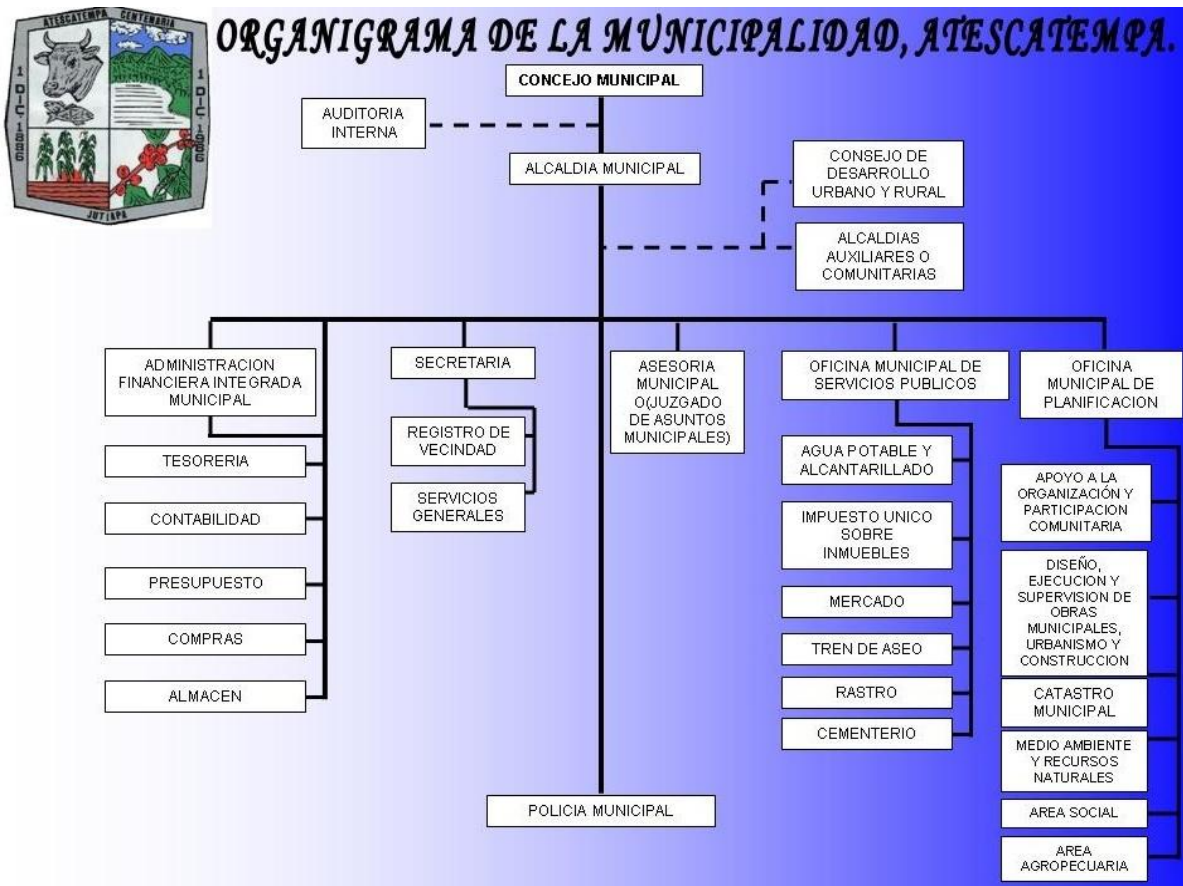 ORGANIGRAMA DE LA MUNICIPALIDAD, ATESCATEMPA.
ATESCATEMPA CENTENARIA
1 DIC. 1886
1 DIC. 1986
JUTIAPA
CONCEJO MUNICIPAL
AUDITORIA
INTERNA
ALCALDIA MUNICIPAL
CONSEJO DE
DESARROLLO
URBANO Y RURAL
ALCALDIAS
AUXILIARES O
COMUNITARIAS
ADMINISTRACION
FINANCIERA INTEGRADA
MUNICIPAL
TESORERIA
CONTABILIDAD
PRESUPUESTO
COMPRAS
ALMACEN
SECRETARIA
REGISTRO DE
VECINDAD
SERVICIOS
GENERALES
ASESORIA
MUNICIPAL
O(JUZGADO
DE ASUNTOS
MUNICIPALES)
OFICINA MUNICIPAL DE
SERVICIOS PUBLICOS
AGUA POTABLE Y
ALCANTARILLADO
IMPUESTO UNICO
SOBRE
INMUEBLES
MERCADO
TREN DE ASEO
RASTRO
CEMENTERIO
OFICINA
MUNICIPAL DE
PLANIFICACION
APOYO A LA
ORGANIZACIÓN Y
PARTICIPACION
COMUNITARIA
DISEÑO,
EJECUCION Y
SUPERVISION DE
OBRAS
MUNICIPALES,
URBANISMO Y
CONSTRUCCION
CATASTRO
MUNICIPAL
MEDIO AMBIENTE
Y RECURSOS
NATURALES
AREA SOCIAL
AREA
AGROPECUARIA
POLICIA MUNICIPAL